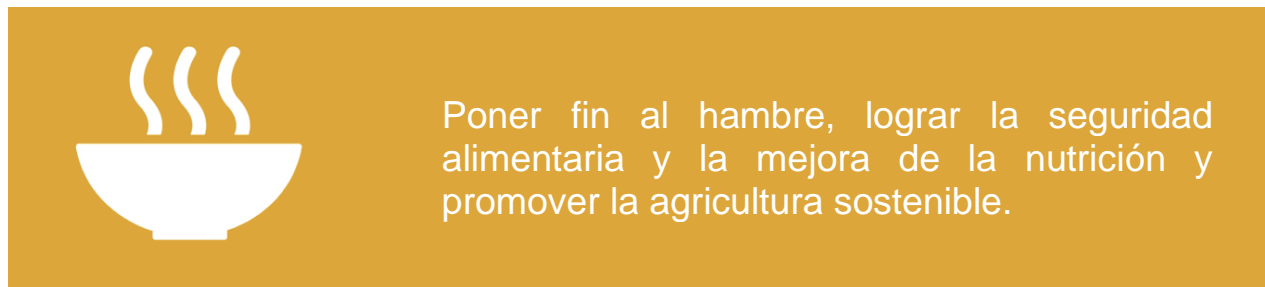 Poner fin al hambre, lograr la seguridad
alimentaria y la mejora de la nutrición y
promover la agricultura sostenible.